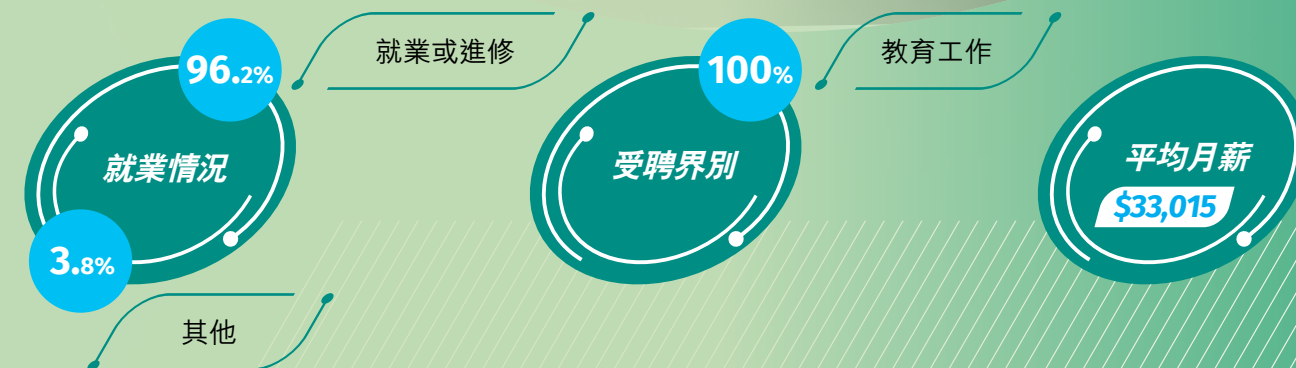 96.2%
就業或進修
就業情況
3.8%
其他
100%
教育工作
受聘界別
平均月薪
$33,015